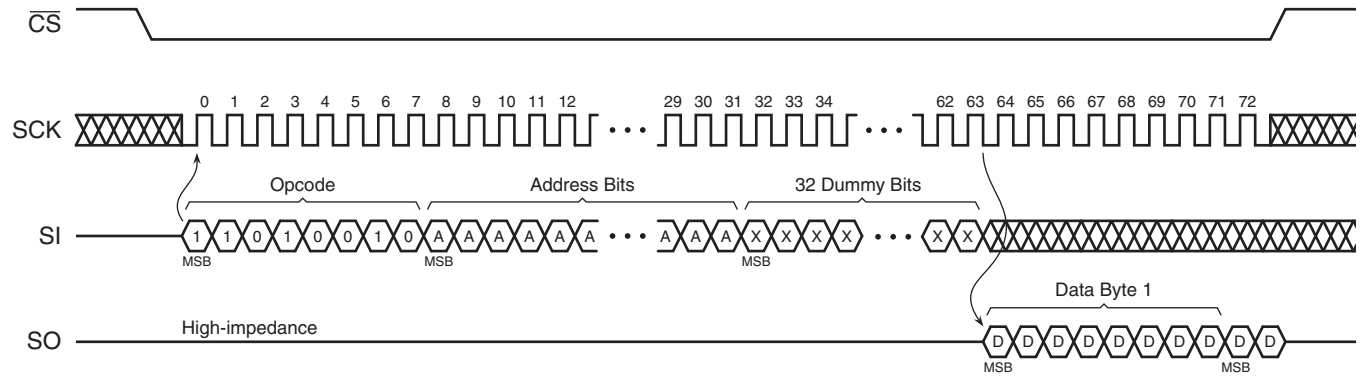 CS
0 1 2 3 4 5 6 7 8 9 10 11 12 29 30 31 32 33 34 62 63 64 65 66 67 68 69 70 71 72
SCK
Opcode Address Bits 32 Dummy Bits
SI 1 1 0 1 0 0 1 0 A A A A A A A A A X X X X X X
MSB MSB MSB
Data Byte 1
High-impedance
SO D D D D D D D D D D
MSB MSB